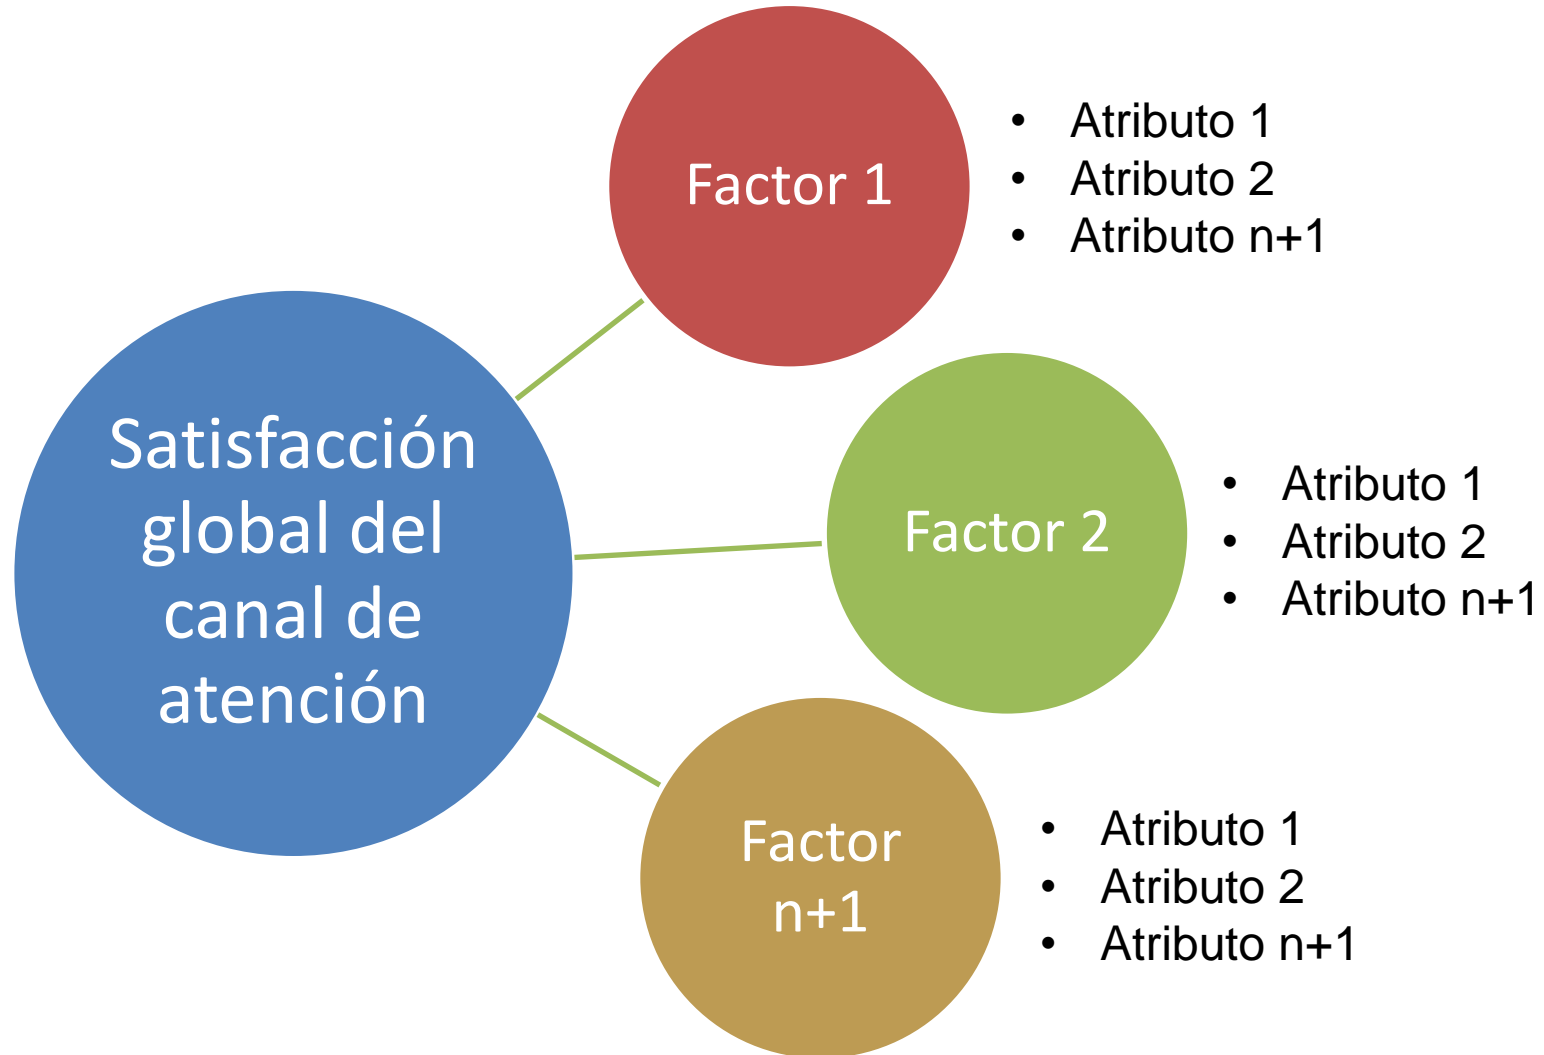 Satisfacción
global del
canal de
atención
Factor 1
• Atributo 1
• Atributo 2
• Atributo n+1
Factor 2
• Atributo 1
• Atributo 2
• Atributo n+1
Factor
n+1
• Atributo 1
• Atributo 2
• Atributo n+1